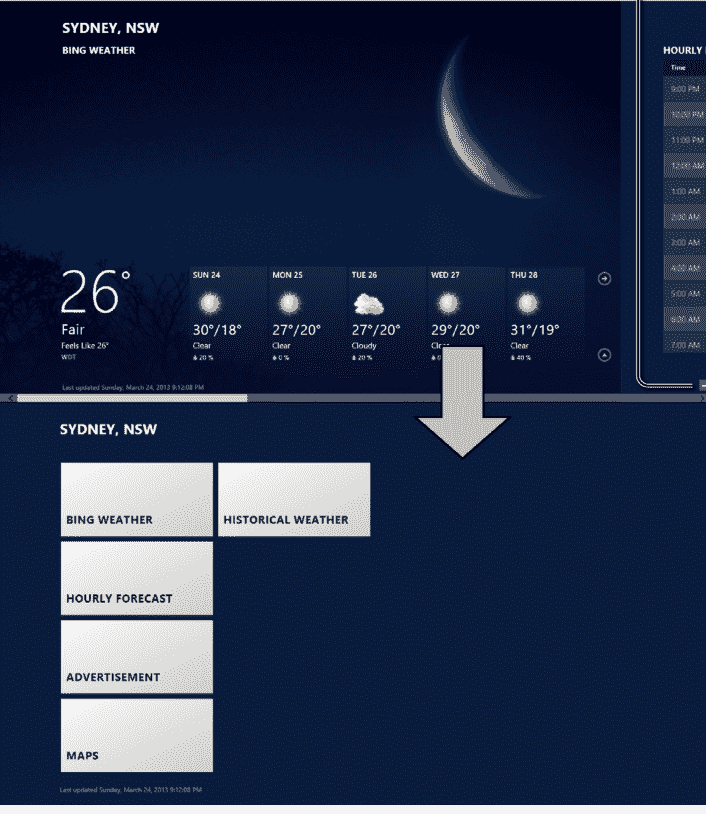 SYDNEY, NSW
BING WEATHER
26°
Fair
Feels Like 26°
WDT
SUN 24
30°/18°
Clear
20 %
MON 25
27°/20°
Clear
0 %
TUE 26
27°/20°
Cloudy
20 %
WED 27
29°/20°
THU 28
31°/19°
Clear
40 %
Last updated Sunday, March 24, 2013 9:12:08 PM
HOURLY
Time
9:00 PM
10:00 PM
11:00 PM
12:00 AM
1:00 AM
2:00 AM
3:00 AM
4:00 AM
5:00 AM
6:00 AM
7:00 AM
SYDNEY, NSW
BING WEATHER
HISTORICAL WEATHER
HOURLY FORECAST
ADVERTISEMENT
MAPS
Last updated Sunday, March 24, 2013 9:12:08 PM